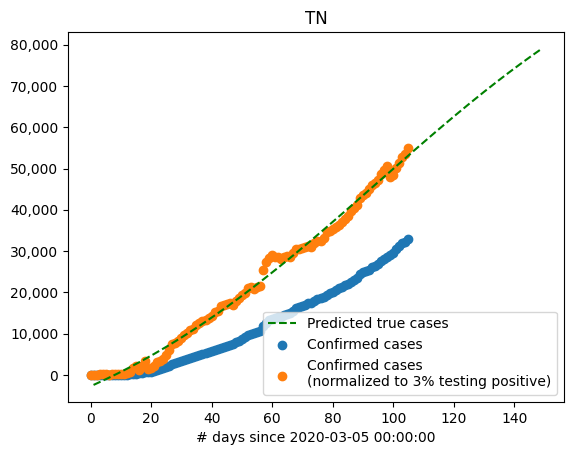 TN
80,000
70,000
60,000
50,000
40,000
30,000
20,000
10,000
0
Predicted true cases
Confirmed cases
Confirmed cases
(normalized to 3% testing positive)
0 20 40 60 80 100 120 140
# days since 2020-03-05 00:00:00